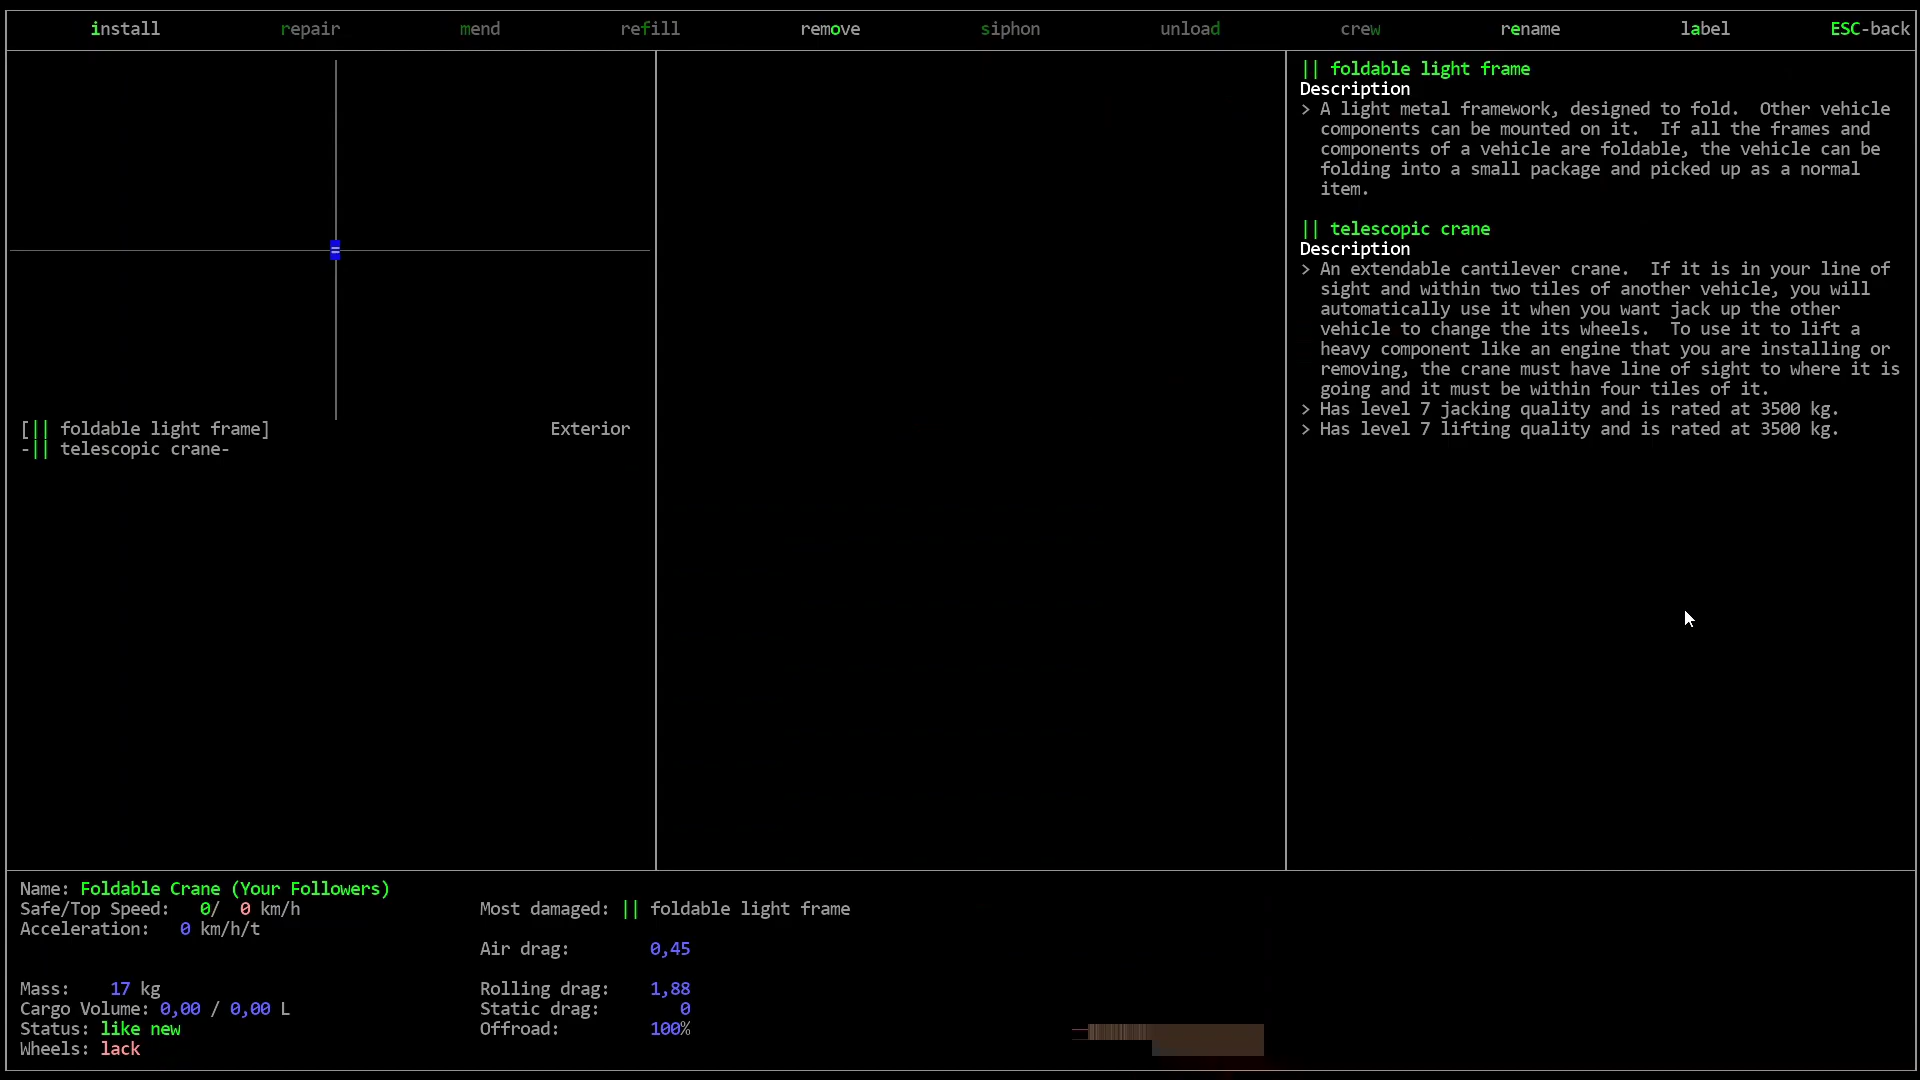 install repair mend refill remove siphon unload crew rename label ESC-back
[|| foldable light frame] Exterior
-|| telescopic crane-
|| foldable light frame
Description
> A light metal framework, designed to fold.  Other vehicle
components can be mounted on it.  If all the frames and
components of a vehicle are foldable, the vehicle can be
folding into a small package and picked up as a normal
item.
|| telescopic crane
Description
> An extendable cantilever crane.  If it is in your line of
sight and within two tiles of another vehicle, you will
automatically use it when you want jack up the other
vehicle to change the its wheels.  To use it to lift a
heavy component like an engine that you are installing or
removing, the crane must have line of sight to where it is
going and it must be within four tiles of it.
> Has level 7 jacking quality and is rated at 3500 kg.
> Has level 7 lifting quality and is rated at 3500 kg.
Name: Foldable Crane (Your Followers)
Safe/Top Speed: 0/ 0 km/h
Acceleration: 0 km/h/t
Mass: 17 kg
Cargo Volume: 0,00 / 0,00 L
Status: like new
Wheels: lack
Most damaged: || foldable light frame
Air drag: 0,45
Rolling drag: 1,88
Static drag: 0
Offroad: 100%